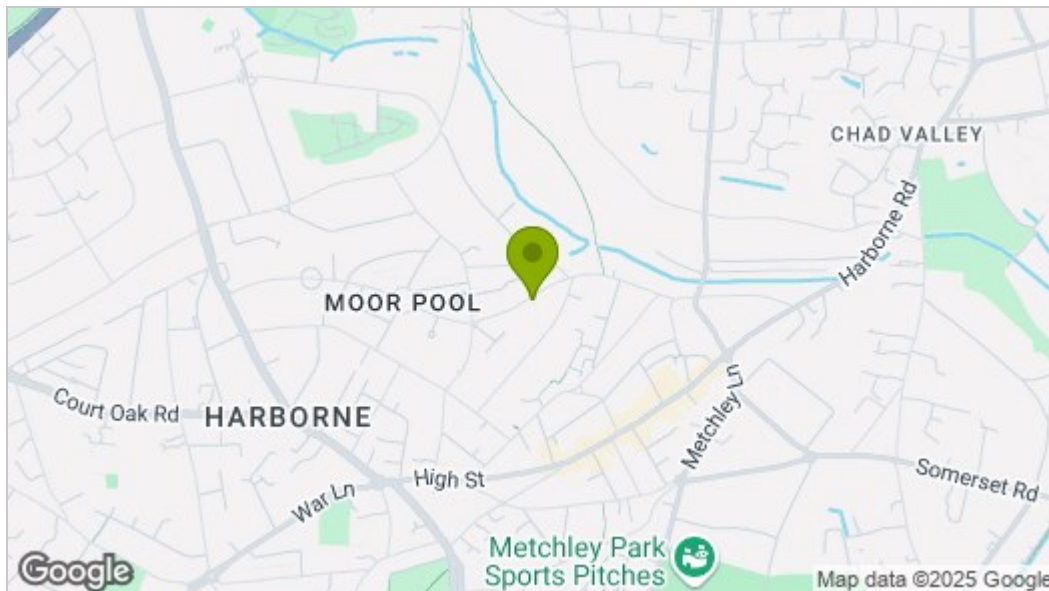 CHAD VALLEY
Harborne Rd
MOOR POOL
Court Oak Rd
HARBORNE
Metchley Ln
High St
War Ln
Somerset Rd
Metchley Park
Sports Pitches
Google
Map data ©2025 Google